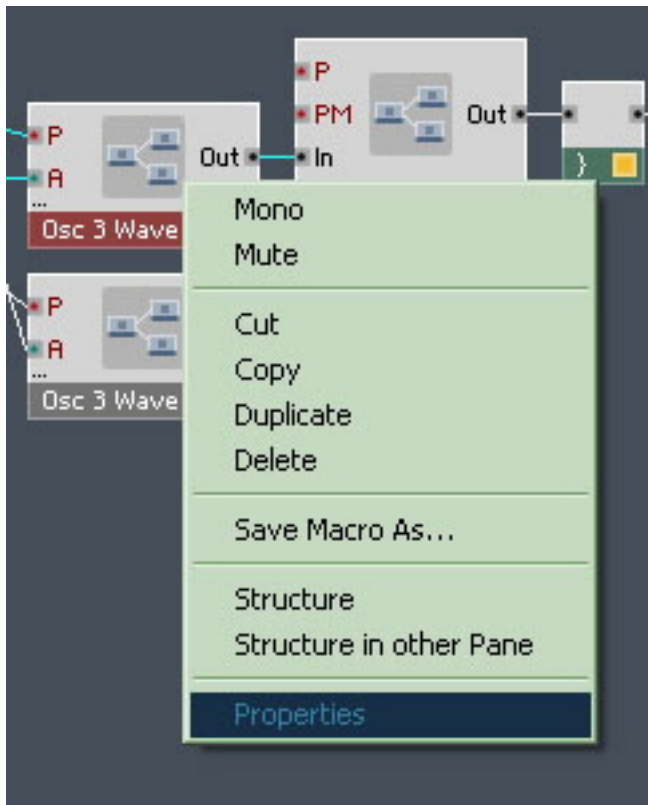 P
PM
In
Out
}
P
A
...
Out
Osc 3 Wave
P
A
...
Osc 3 Wave
Mono
Mute
Cut
Copy
Duplicate
Delete
Save Macro As...
Structure
Structure in other Pane
Properties